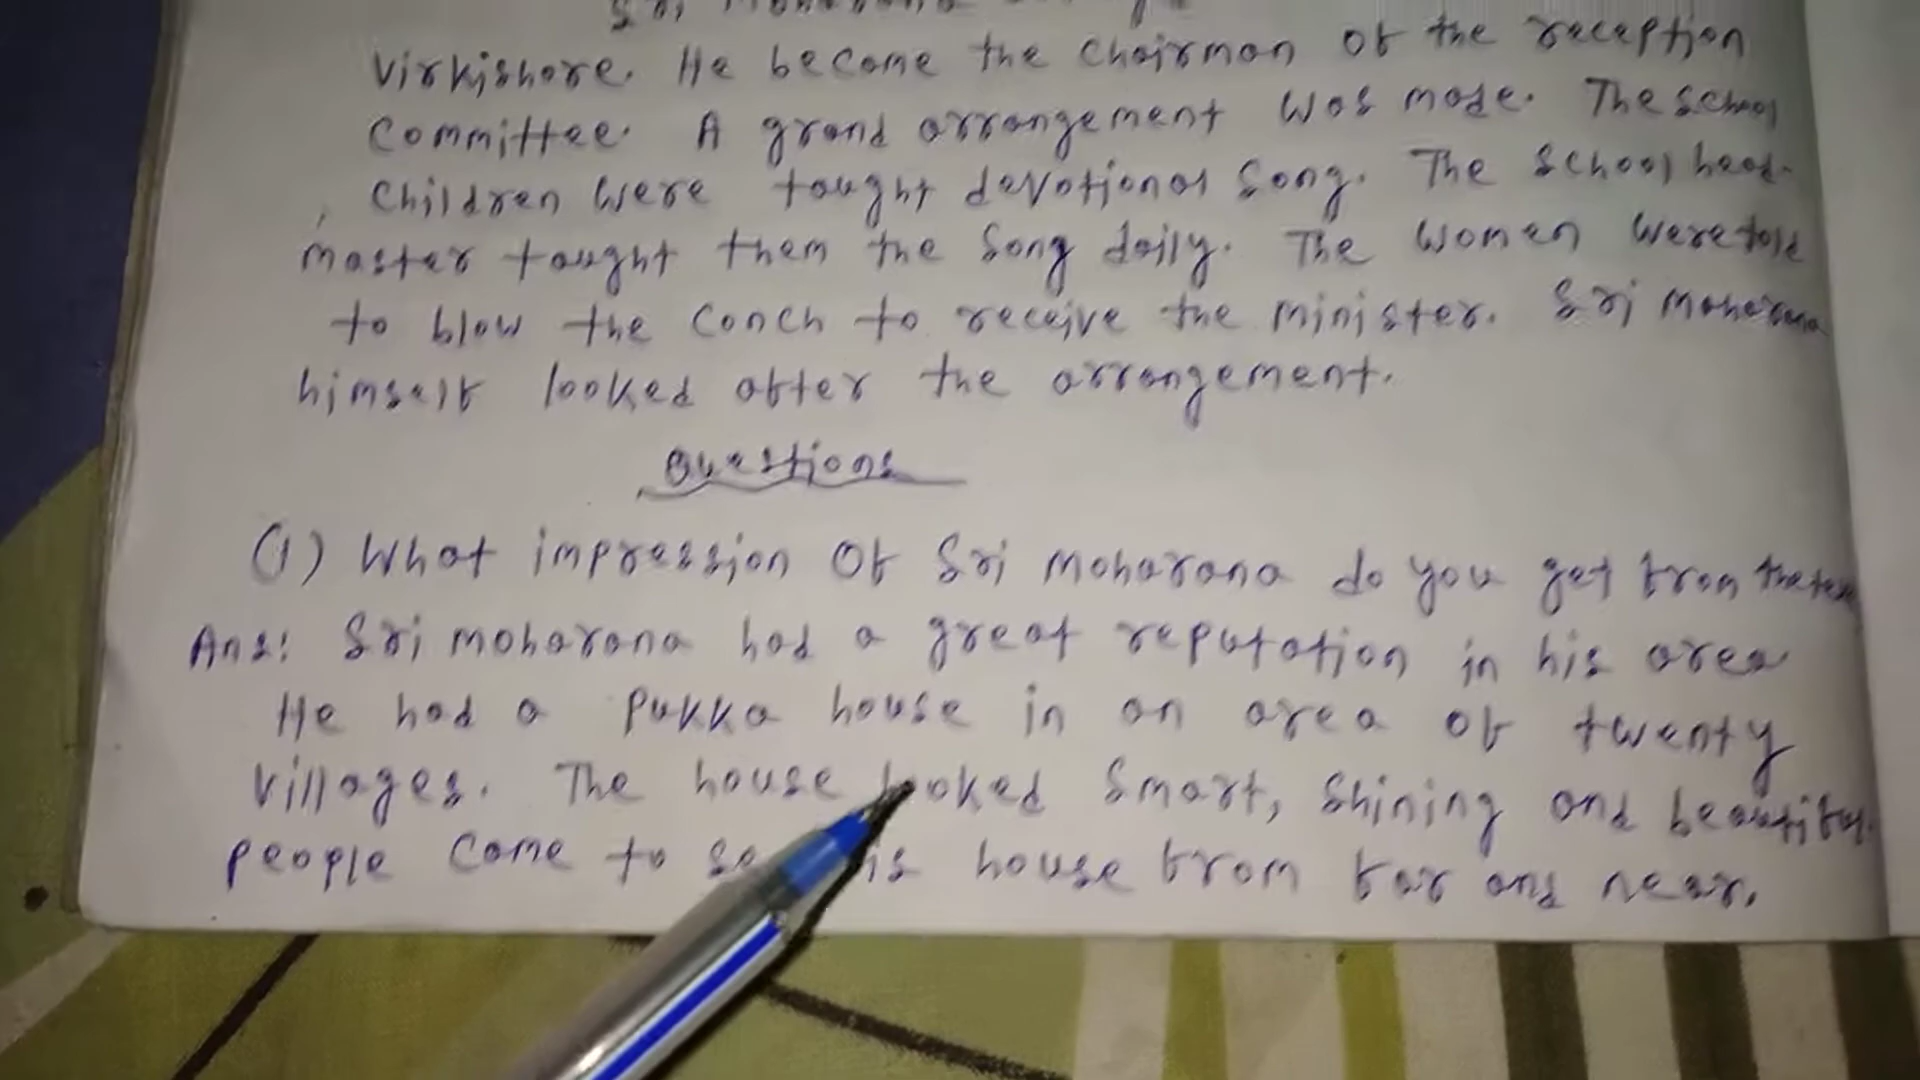 Sri Moharana
Virkishore. He become the Chairman of the reception
Committee. A grand arrangement was made. The School
Children were taught devotional song. The School head-
master taught them the song daily. The women were told
to blow the conch to receive the minister. Sri Moharana
himself looked after the arrangement.
Questions
(1) What impression of Sri Moharana do you get from the text
Ans: Sri moharana had a great reputation in his area
He had a pukka house in an area of twenty
villages. The house looked smart, shining and beautiful.
people come to see his house from far and near.